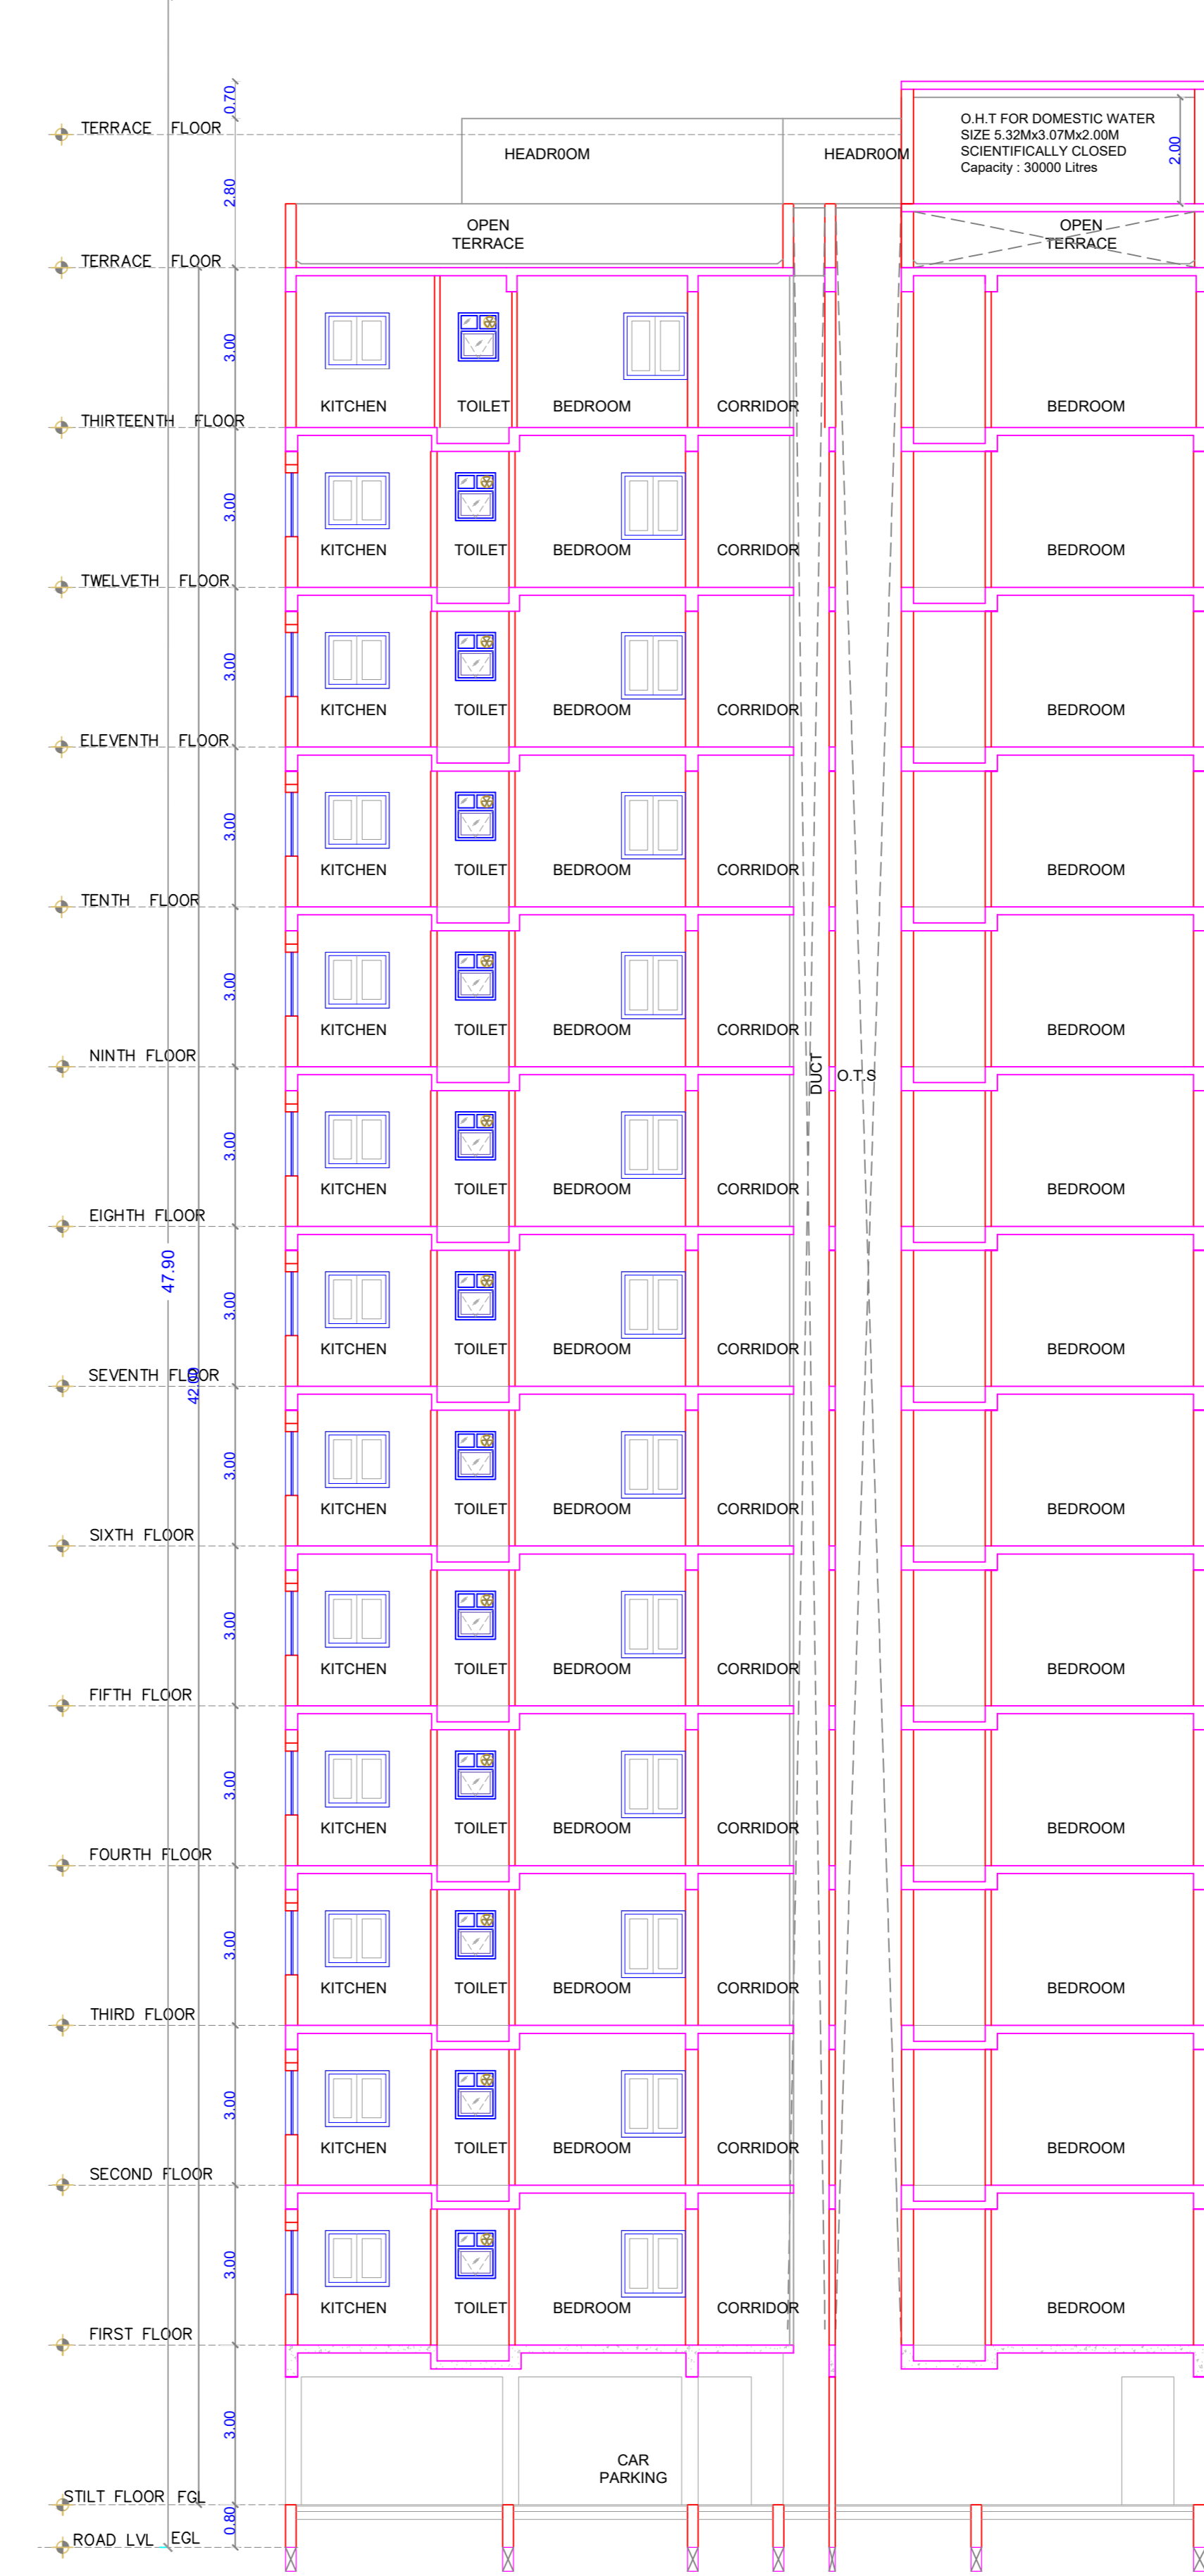 0.70
TERRACE FLOOR
O.H.T FOR DOMESTIC WATER
SIZE 5.32Mx3.07Mx2.00M
SCIENTIFICALLY CLOSED
Capacity : 30000 Litres
2.00
HEADR0OM
HEADR0OM
2.80
OPEN
TERRACE
OPEN
TERRACE
TERRACE FLOOR
3.00
KITCHEN TOILET BEDROOM CORRIDOR BEDROOM
THIRTEENTH FLOOR
3.00
KITCHEN TOILET BEDROOM CORRIDOR BEDROOM
TWELVETH FLOOR
3.00
KITCHEN TOILET BEDROOM CORRIDOR BEDROOM
ELEVENTH FLOOR
3.00
KITCHEN TOILET BEDROOM CORRIDOR BEDROOM
TENTH FLOOR
3.00
KITCHEN TOILET BEDROOM CORRIDOR BEDROOM
NINTH FLOOR
DUCT
O.T.S
3.00
KITCHEN TOILET BEDROOM CORRIDOR BEDROOM
EIGHTH FLOOR
47.90
3.00
KITCHEN TOILET BEDROOM CORRIDOR BEDROOM
SEVENTH FLOOR
42.00
3.00
KITCHEN TOILET BEDROOM CORRIDOR BEDROOM
SIXTH FLOOR
3.00
KITCHEN TOILET BEDROOM CORRIDOR BEDROOM
FIFTH FLOOR
3.00
KITCHEN TOILET BEDROOM CORRIDOR BEDROOM
FOURTH FLOOR
3.00
KITCHEN TOILET BEDROOM CORRIDOR BEDROOM
THIRD FLOOR
3.00
KITCHEN TOILET BEDROOM CORRIDOR BEDROOM
SECOND FLOOR
3.00
KITCHEN TOILET BEDROOM CORRIDOR BEDROOM
FIRST FLOOR
3.00
CAR
PARKING
STILT FLOOR FGL
0.80
ROAD LVL EGL